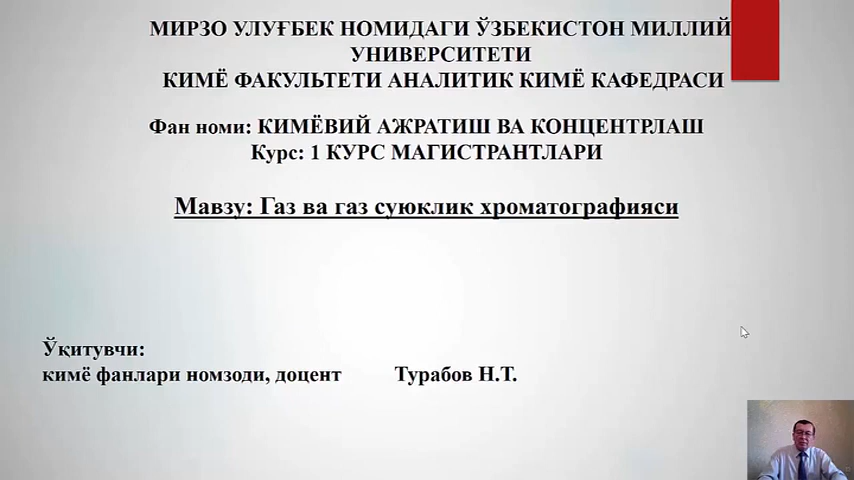 МИРЗО УЛУҒБЕК НОМИДАГИ ЎЗБЕКИСТОН МИЛЛИЙ
УНИВЕРСИТЕТИ
КИМЁ ФАКУЛЬТЕТИ АНАЛИТИК КИМЁ КАФЕДРАСИ
Фан номи: КИМЁВИЙ АЖРАТИШ ВА КОНЦЕНТРЛАШ
Курс: 1 КУРС МАГИСТРАНТЛАРИ
Мавзу: Газ ва газ суюклик хроматографияси
Ўқитувчи:
кимё фанлари номзоди, доцент Турабов Н.Т.